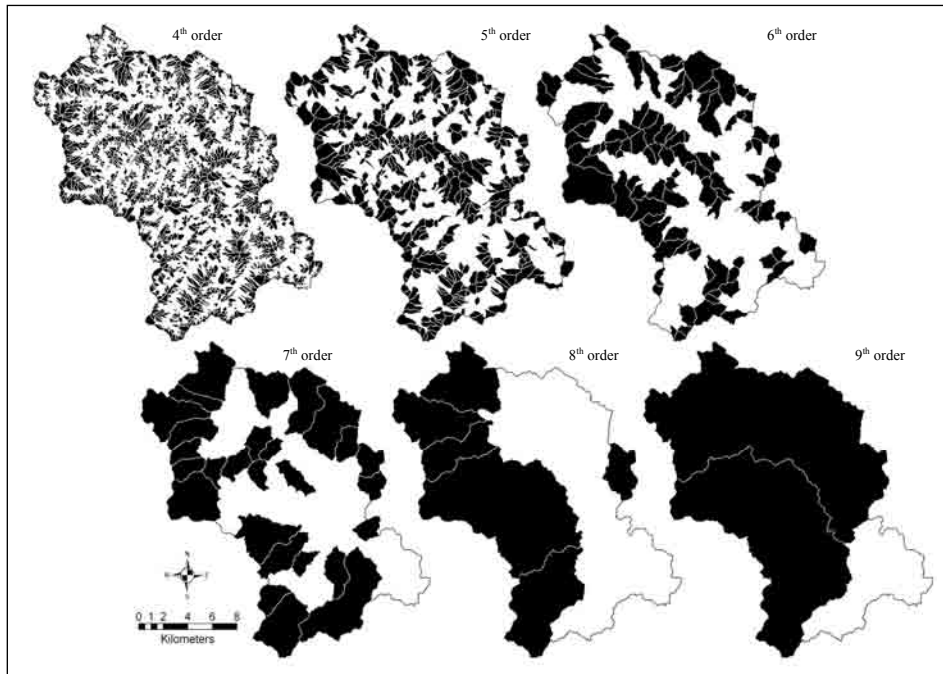 4th order
5th order
6th order
7th order
8th order
9th order
N
S
0 1 2 4 6 8
Kilometers